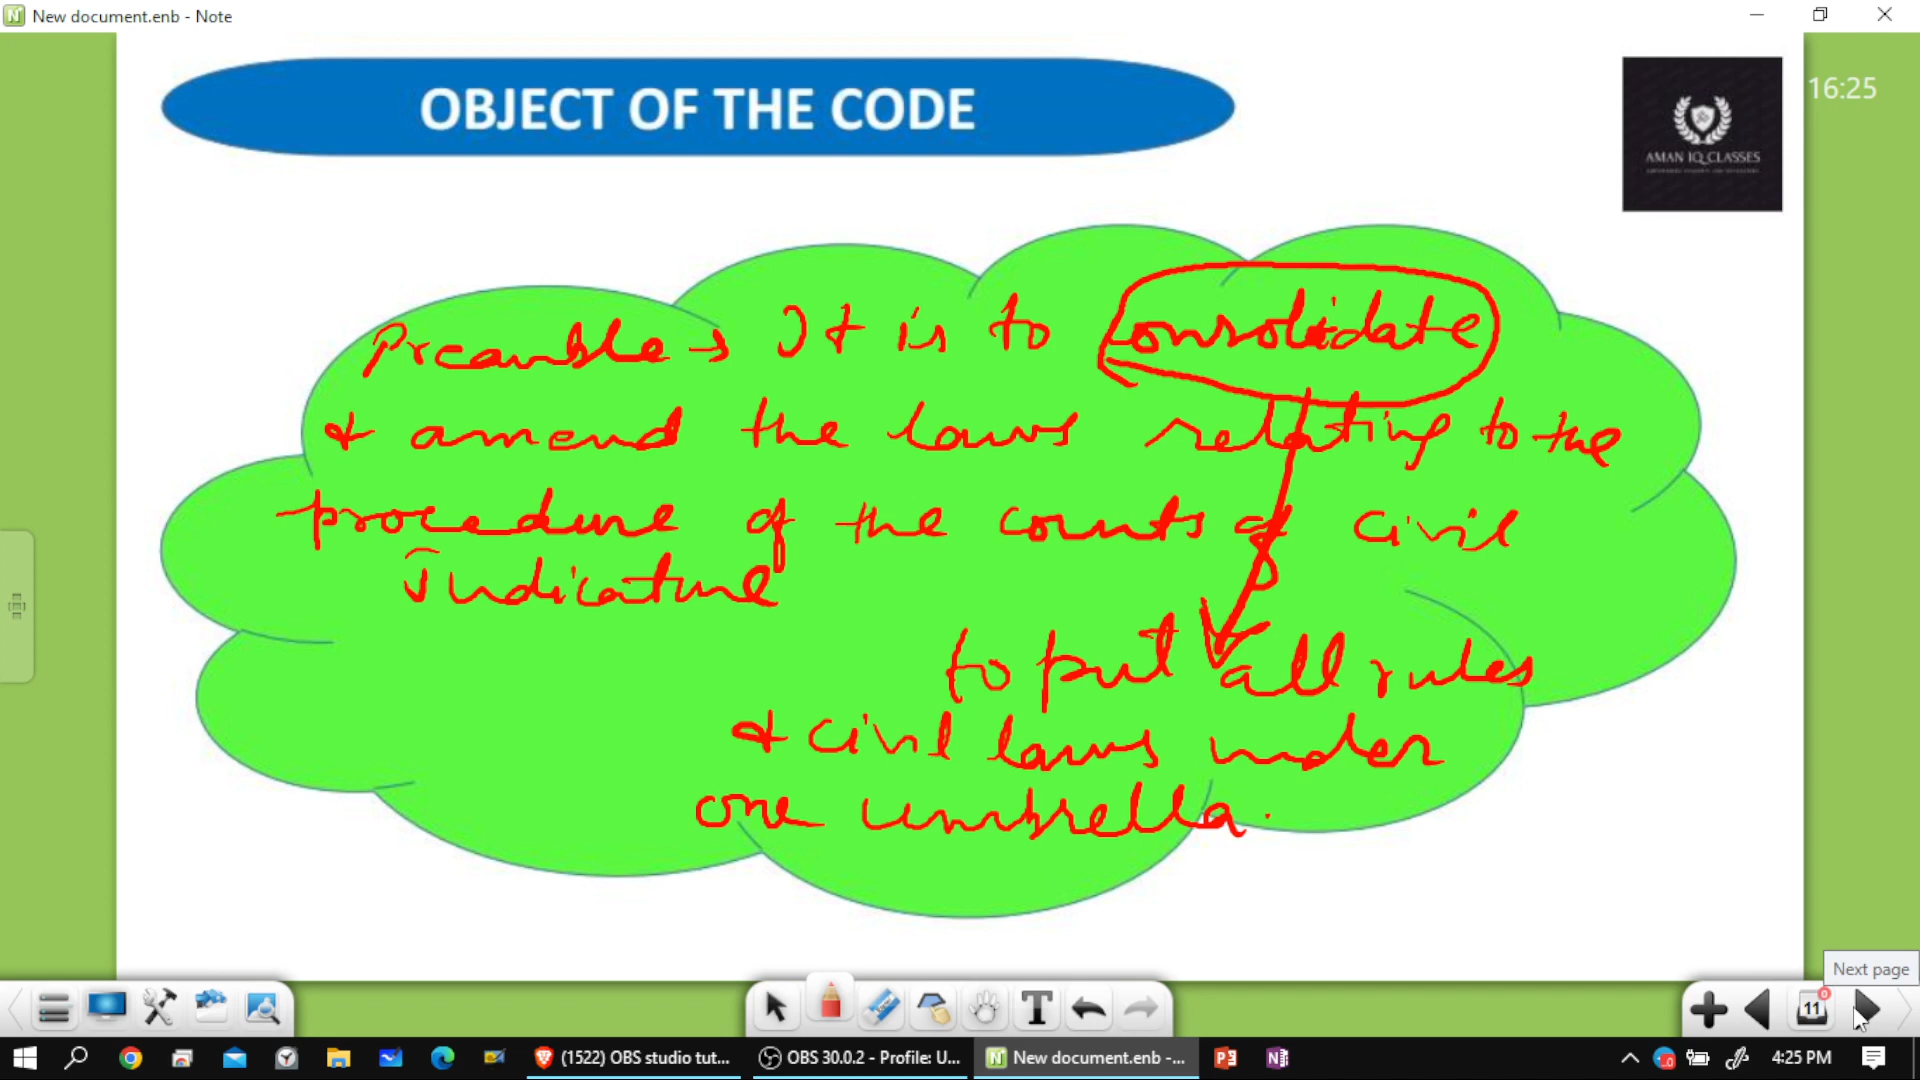 New document.enb - Note
OBJECT OF THE CODE
16:25
AMAN IQ CLASSES
Preamble → It is to consolidate
& amend the laws relating to the
procedure of the courts of civil
Judicature
to put all rules
& civil laws under
one umbrella.
Next page
T
11
0
(1522) OBS studio tut...
OBS 30.0.2 - Profile: U...
New document.enb -...
4:25 PM